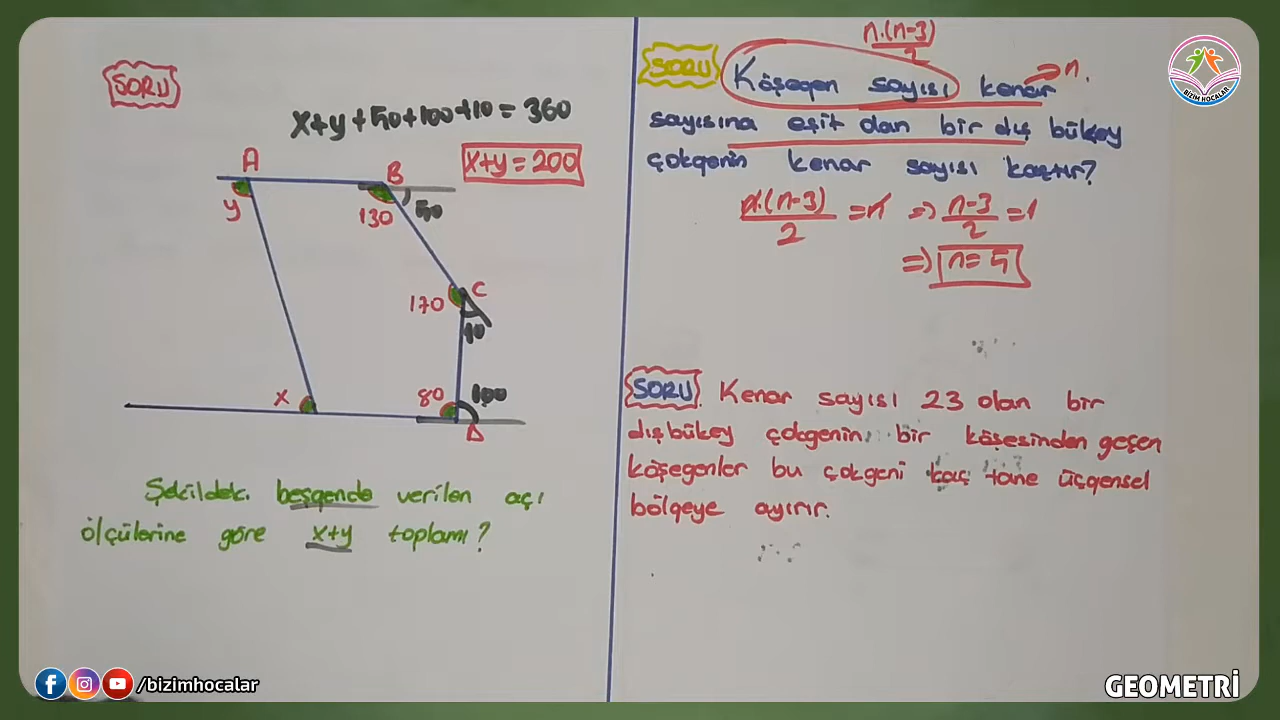 SORU
x+y+50+100+10=360
x+y=200
A
B
y
130
50
C
170
10
x
80
100
D
Şekildeki beşgende verilen açı
ölçülerine göre x+y toplamı?
n.(n-3)
2
SORU Köşegen sayısı kenar => n.
sayısına eşit olan bir dış bükey
çokgenin kenar sayısı kaçtır?
n.(n-3)/2 = n => n-3/2 = 1
=> n=5
SORU. Kenar sayısı 23 olan bir
dışbükey çokgenin bir köşesinden geçen
köşegenler bu çokgeni kaç tane üçgensel
bölgeye ayırır.
BİZİM HOCALAR
/bizimhocalar
GEOMETRİ